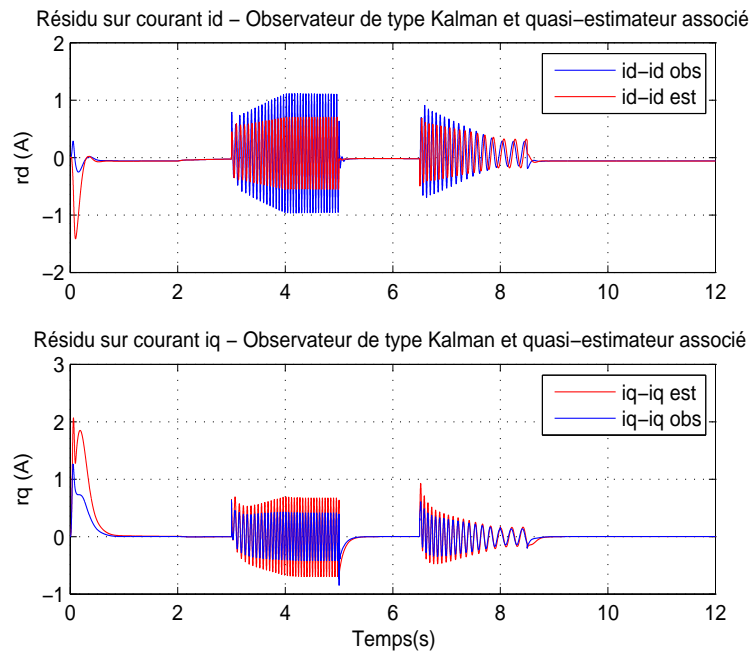 Résidu sur courant id − Observateur de type Kalman et quasi−estimateur associé
2
1
0
−1
−2
rd (A)
id−id obs
id−id est
0 2 4 6 8 10 12
Résidu sur courant iq − Observateur de type Kalman et quasi−estimateur associé
3
2
1
0
−1
rq (A)
iq−iq est
iq−iq obs
0 2 4 6 8 10 12
Temps(s)